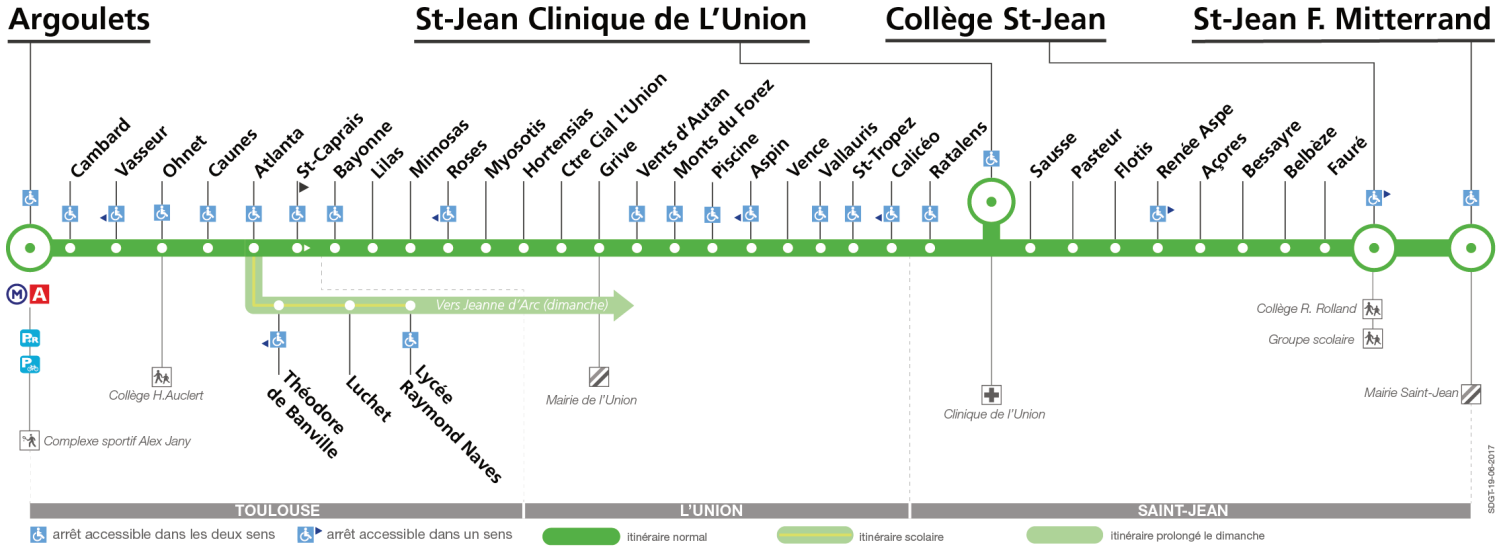 Argoulets
St-Jean Clinique de L'Union
Collège St-Jean
St-Jean F. Mitterrand
Cambard
Vasseur
Ohnet
Caunes
Atlanta
St-Caprais
Bayonne
Lilas
Mimosas
Roses
Myosotis
Hortensias
Ctre Cial L'Union
Grive
Vents d'Autan
Monts du Forez
Piscine
Aspin
Vence
Vallauris
St-Tropez
Calicéo
Ratalens
Sausse
Pasteur
Flotis
Renée Aspe
Açores
Bessayre
Belbèze
Fauré
M A
P+R
P
Vers Jeanne d'Arc (dimanche)
Théodore
de Banville
Luchet
Lycée
Raymond Naves
Collège H.Auclert
Complexe sportif Alex Jany
Mairie de l'Union
Clinique de l'Union
Collège R. Rolland
Groupe scolaire
Mairie Saint-Jean
SDGT-19-06-2017
TOULOUSE
L'UNION
SAINT-JEAN
arrêt accessible dans les deux sens
arrêt accessible dans un sens
itinéraire normal
itinéraire scolaire
itinéraire prolongé le dimanche